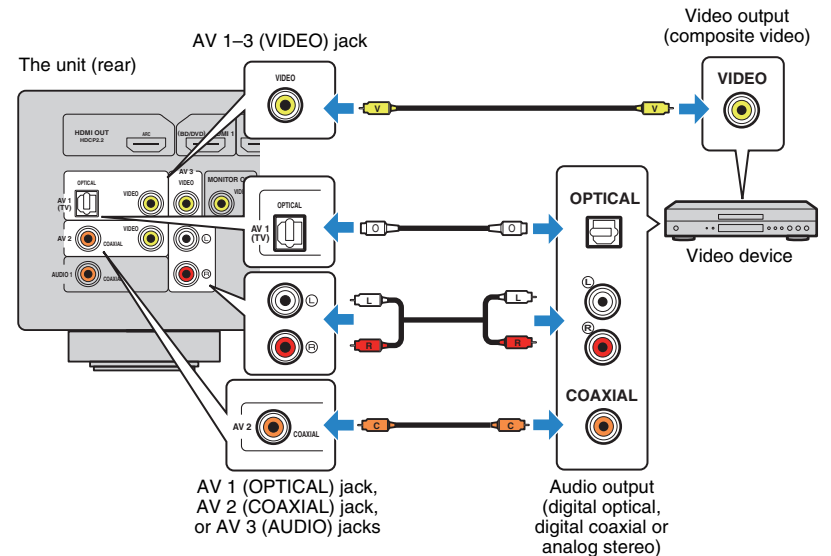 AV 1–3 (VIDEO) jack
Video output
(composite video)
The unit (rear)
VIDEO
V
V
VIDEO
HDMI OUT
HDCP2.2
ARC
(BD/DVD)
HDMI 1
AV 3
OPTICAL
VIDEO
VIDEO
MONITOR O
VID
AV 1
(TV)
OPTICAL
AV 1
(TV)
O
O
OPTICAL
Video device
AV 2
COAXIAL
VIDEO
L
R
AUDIO 1
COAXIAL
L
R
L
R
L
R
L
R
COAXIAL
AV 2
COAXIAL
C
C
AV 1 (OPTICAL) jack,
AV 2 (COAXIAL) jack,
or AV 3 (AUDIO) jacks
Audio output
(digital optical,
digital coaxial or
analog stereo)